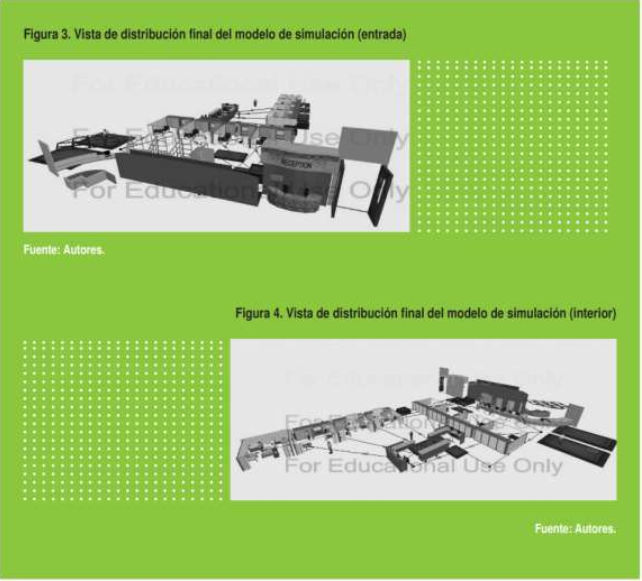 Figura 3. Vista de distribución final del modelo de simulación (entrada)
For Educational Use Only
For Educational Use Only
RECEPTION
For Educational Use Only
Fuente: Autores.
Figura 4. Vista de distribución final del modelo de simulación (interior)
For Educational Use Only
For Educational Use Only
For Educational Use Only
Fuente: Autores.